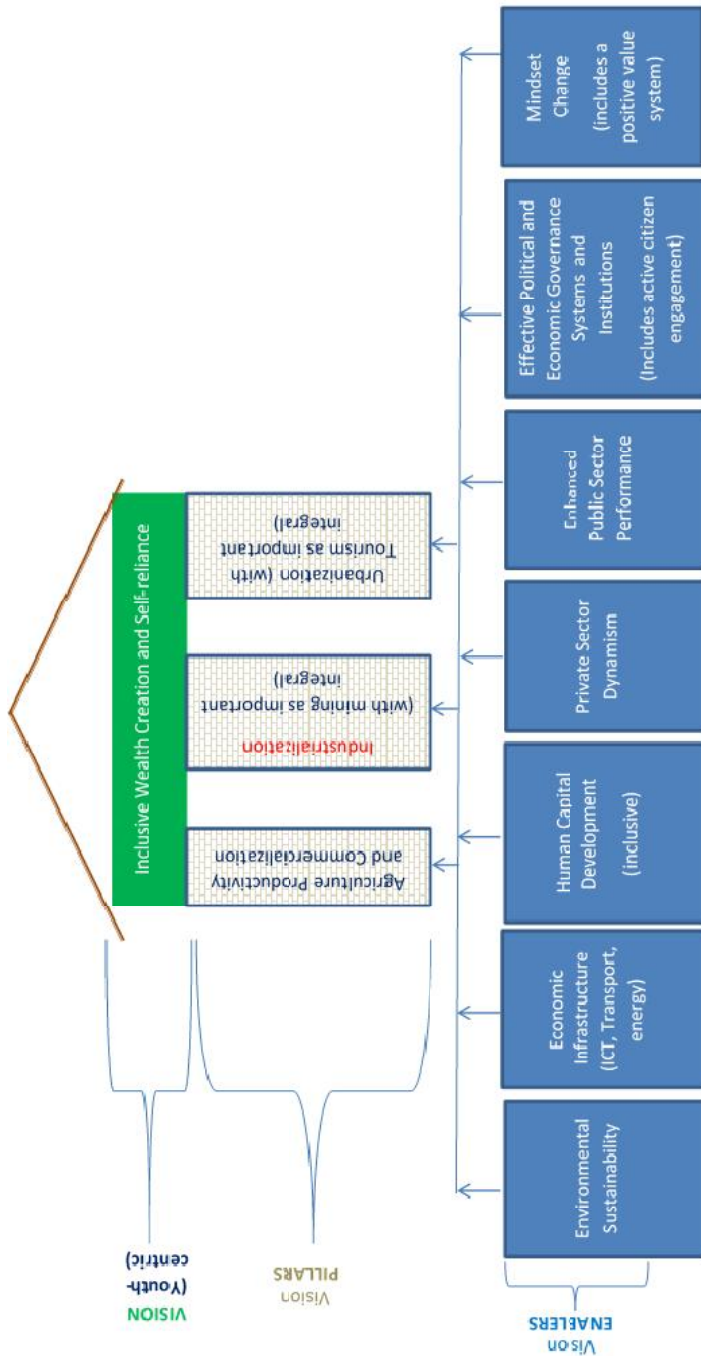 VISION
(Youth-
centric)
Inclusive Wealth Creation and Self-reliance
Vision
PILLARS
Agriculture Productivity
and Commercialization
Industrialization
(with mining as important
integral)
Urbanization (with
Tourism as important
integral)
Vision
ENABLERS
Environmental
Sustainability
Economic
Infrastructure
(ICT, Transport,
energy)
Human Capital
Development
(inclusive)
Private Sector
Dynamism
Enhanced
Public Sector
Performance
Effective Political and
Economic Governance
Systems and
Institutions
(Includes active citizen
engagement)
Mindset
Change
(includes a
positive value
system)